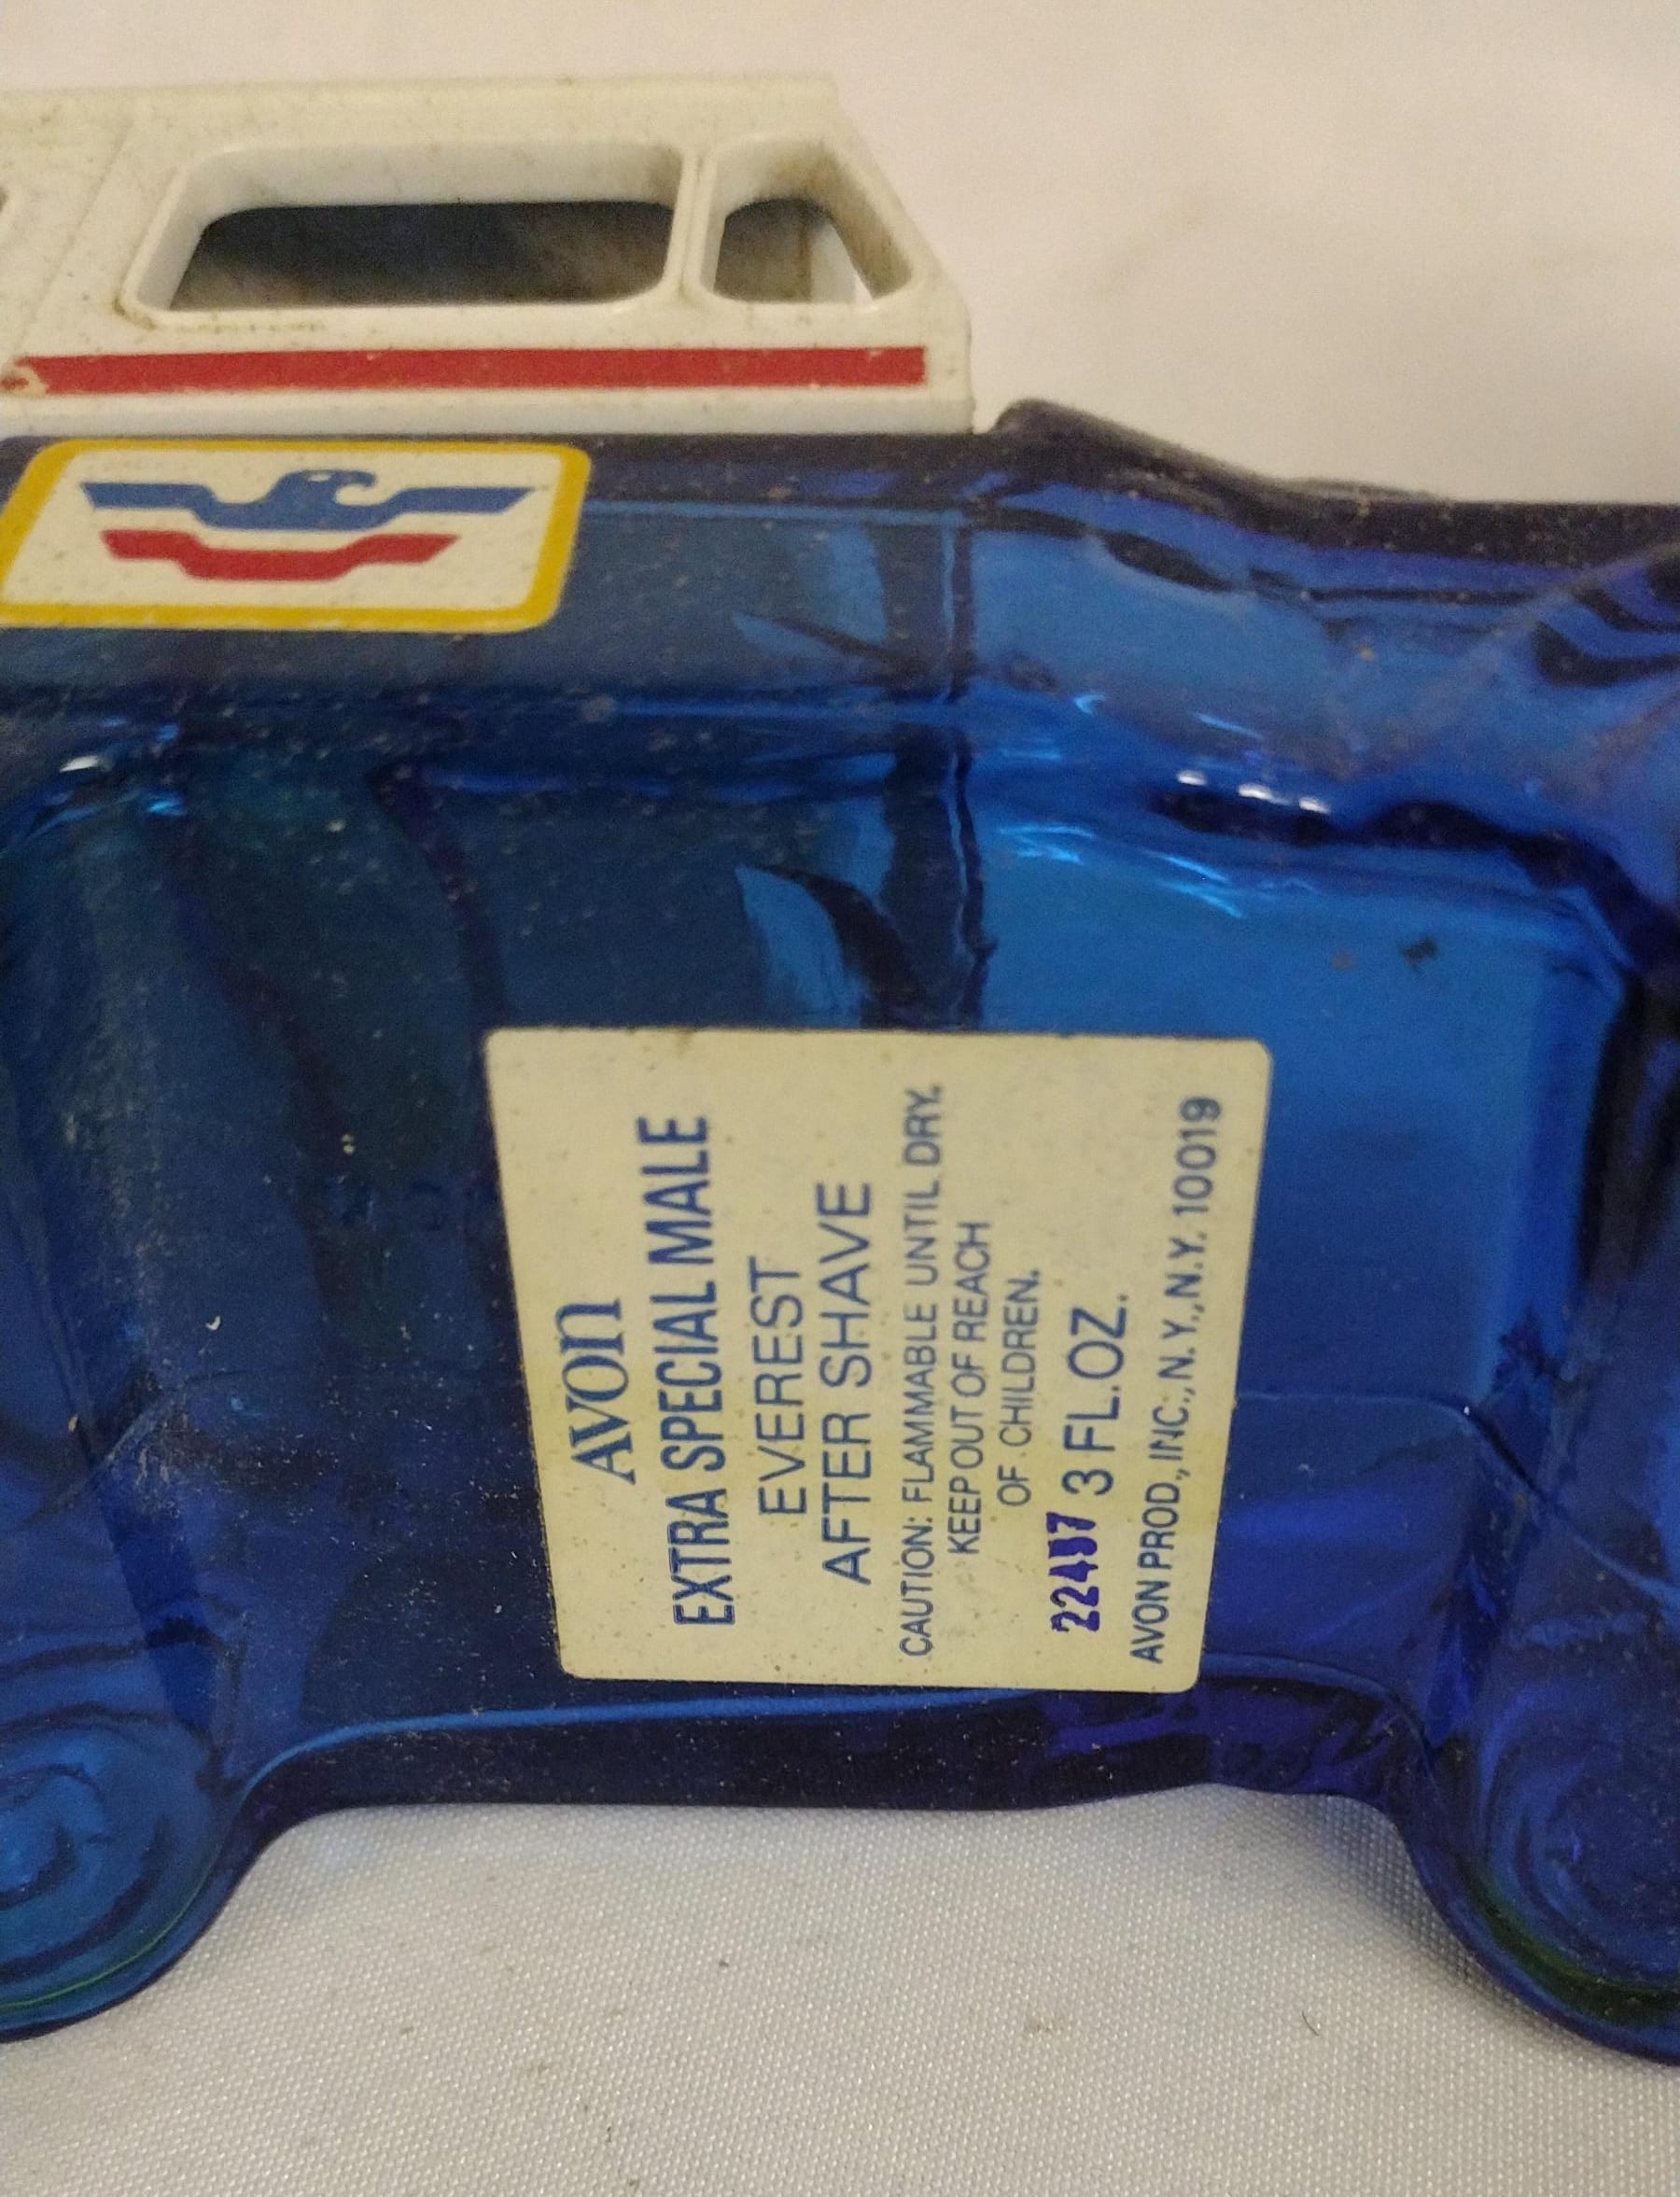 AVON
EXTRA SPECIAL MALE
EVEREST
AFTER SHAVE
CAUTION: FLAMMABLE UNTIL DRY.
KEEP OUT OF REACH
OF CHILDREN.
3 FL.OZ.
AVON PROD., INC., N.Y., N.Y. 10019